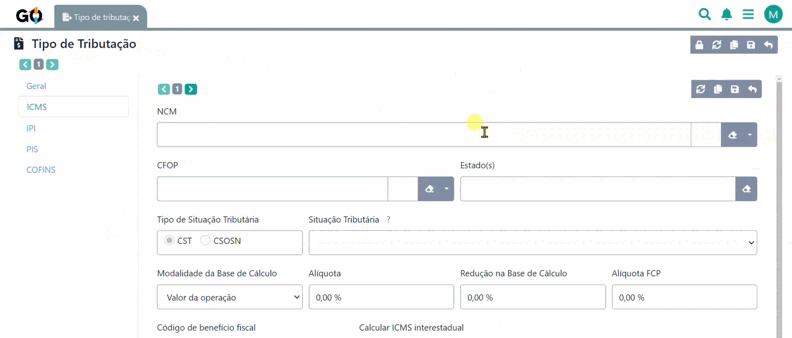 GO Tipo de tributaç M
Tipo de Tributação
1
Geral
1
ICMS
NCM
IPI
PIS
CFOP Estado(s)
COFINS
Tipo de Situação Tributária Situação Tributária ?
CST CSOSN
Modalidade da Base de Cálculo Alíquota Redução na Base de Cálculo Alíquota FCP
Valor da operação 0,00 % 0,00 % 0,00 %
Código de benefício fiscal Calcular ICMS interestadual